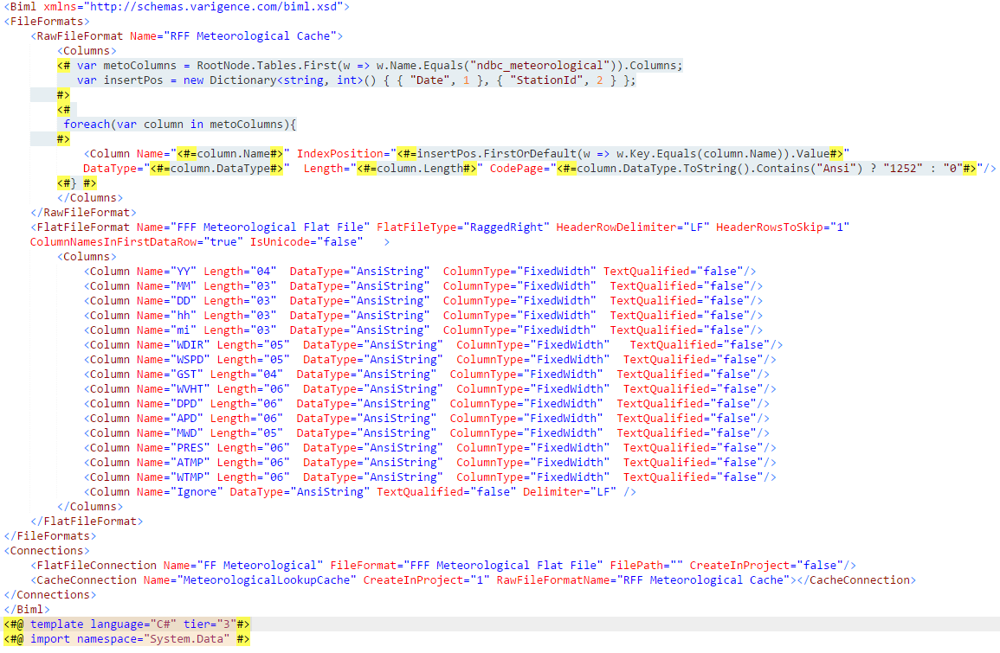 <Biml xmlns="http://schemas.varigence.com/biml.xsd">
<FileFormats>
    <RawFileFormat Name="RFF Meteorological Cache">
        <Columns>
        <# var metoColumns = RootNode.Tables.First(w => w.Name.Equals("ndbc_meteorological")).Columns;
           var insertPos = new Dictionary<string, int>() { { "Date", 1 }, { "StationId", 2 } };
        #>
        <#
         foreach(var column in metoColumns){
        #>
            <Column Name="<#=column.Name#>" IndexPosition="<#=insertPos.FirstOrDefault(w => w.Key.Equals(column.Name)).Value#>"
            DataType="<#=column.DataType#>"   Length="<#=column.Length#>"  CodePage="<#=column.DataType.ToString().Contains("Ansi") ? "1252" : "0"#>"/>
        <#} #>
        </Columns>
    </RawFileFormat>
    <FlatFileFormat Name="FFF Meteorological Flat File" FlatFileType="RaggedRight" HeaderRowDelimiter="LF" HeaderRowsToSkip="1"
    ColumnNamesInFirstDataRow="true" IsUnicode="false"   >
        <Columns>
            <Column Name="YY" Length="04"  DataType="AnsiString"  ColumnType="FixedWidth" TextQualified="false"/>
            <Column Name="MM" Length="03"  DataType="AnsiString"  ColumnType="FixedWidth"  TextQualified="false"/>
            <Column Name="DD" Length="03"  DataType="AnsiString"  ColumnType="FixedWidth"  TextQualified="false"/>
            <Column Name="hh" Length="03"  DataType="AnsiString"  ColumnType="FixedWidth"  TextQualified="false"/>
            <Column Name="mi" Length="03"  DataType="AnsiString"  ColumnType="FixedWidth"  TextQualified="false"/>
            <Column Name="WDIR" Length="05"  DataType="AnsiString"  ColumnType="FixedWidth"   TextQualified="false"/>
            <Column Name="WSPD" Length="05"  DataType="AnsiString"  ColumnType="FixedWidth"  TextQualified="false"/>
            <Column Name="GST" Length="04"  DataType="AnsiString"  ColumnType="FixedWidth"  TextQualified="false"/>
            <Column Name="WVHT" Length="06"  DataType="AnsiString"  ColumnType="FixedWidth"  TextQualified="false"/>
            <Column Name="DPD" Length="06"  DataType="AnsiString"  ColumnType="FixedWidth"  TextQualified="false"/>
            <Column Name="APD" Length="06"  DataType="AnsiString"  ColumnType="FixedWidth"  TextQualified="false"/>
            <Column Name="MWD" Length="05"  DataType="AnsiString"  ColumnType="FixedWidth"  TextQualified="false"/>
            <Column Name="PRES" Length="06"  DataType="AnsiString"  ColumnType="FixedWidth"  TextQualified="false"/>
            <Column Name="ATMP" Length="06"  DataType="AnsiString"  ColumnType="FixedWidth"  TextQualified="false"/>
            <Column Name="WTMP" Length="06"  DataType="AnsiString"  ColumnType="FixedWidth"  TextQualified="false"/>
            <Column Name="Ignore" DataType="AnsiString" TextQualified="false" Delimiter="LF" />
        </Columns>
    </FlatFileFormat>
</FileFormats>
<Connections>
    <FlatFileConnection Name="FF Meteorological" FileFormat="FFF Meteorological Flat File" FilePath="" CreateInProject="false"/>
    <CacheConnection Name="MeteorologicalLookupCache" CreateInProject="1" RawFileFormatName="RFF Meteorological Cache"></CacheConnection>
</Connections>
</Biml>
<#@ template language="C#" tier="3"#>
<#@ import namespace="System.Data" #>